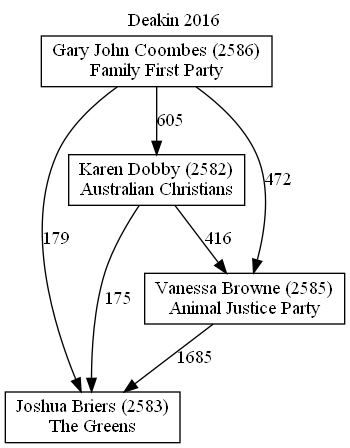 Deakin 2016
Gary John Coombes (2586)
Family First Party
605
Karen Dobby (2582)
Australian Christians
472
179
416
175
Vanessa Browne (2585)
Animal Justice Party
1685
Joshua Briers (2583)
The Greens